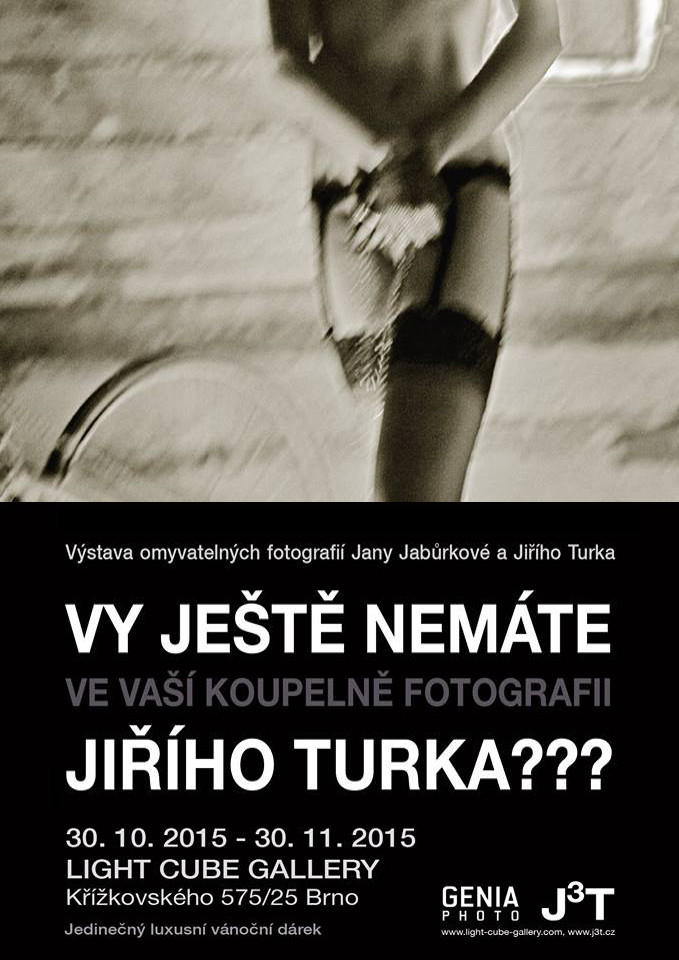 Výstava omyvatelných fotografií Jany Jabůrkové a Jiřího Turka
VY JEŠTĚ NEMÁTE
VE VAŠÍ KOUPELNĚ FOTOGRAFII
JIŘÍHO TURKA???
30. 10. 2015 - 30. 11. 2015
LIGHT CUBE GALLERY
Křížkovského 575/25 Brno
Jedinečný luxusní vánoční dárek
GENIA
PHOTO
J³T
www.light-cube-gallery.com, www.j3t.cz